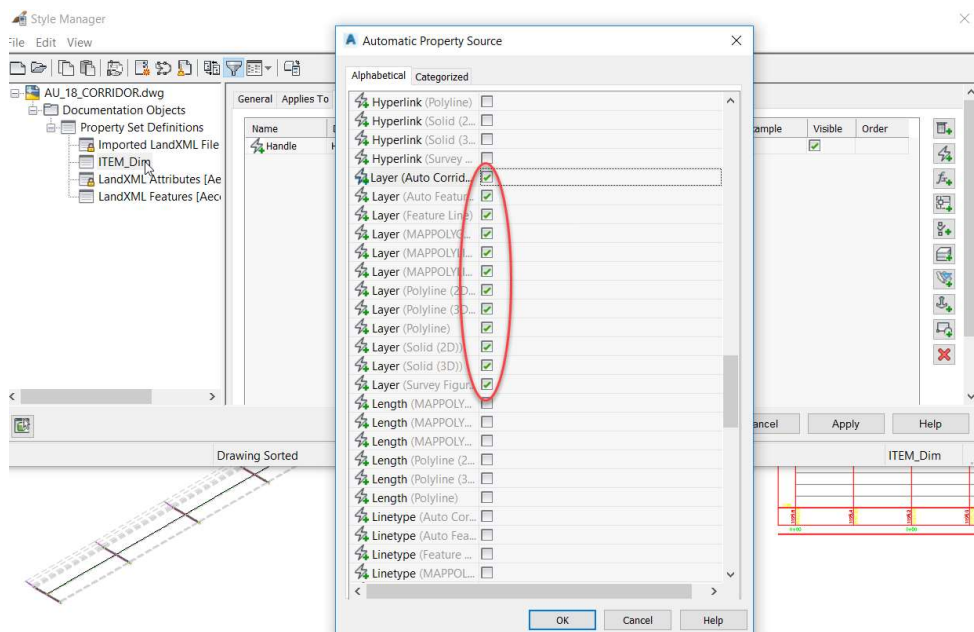 Style Manager
File Edit View
AU_18_CORRIDOR.dwg
Documentation Objects
Property Set Definitions
Imported LandXML File
ITEM_Dim
LandXML Attributes [Ae
LandXML Features [Aeco
General Applies To
Name
Handle
ample Visible Order
Automatic Property Source
Alphabetical Categorized
Hyperlink (Polyline)
Hyperlink (Solid (2...
Hyperlink (Solid (3...
Hyperlink (Survey ...
Layer (Auto Corrid...
Layer (Auto Featur...
Layer (Feature Line)
Layer (MAPPOLYG...
Layer (MAPPOLYLI...
Layer (MAPPOLYLI...
Layer (Polyline (2D...
Layer (Polyline (3D...
Layer (Polyline)
Layer (Solid (2D))
Layer (Solid (3D))
Layer (Survey Figur...
Length (MAPPOLY...
Length (MAPPOLY...
Length (MAPPOLY...
Length (Polyline (2...
Length (Polyline (3...
Length (Polyline)
Linetype (Auto Cor...
Linetype (Auto Fea...
Linetype (Feature ...
Linetype (MAPPOL...
OK Cancel Help
ancel Apply Help
Drawing Sorted
ITEM_Dim